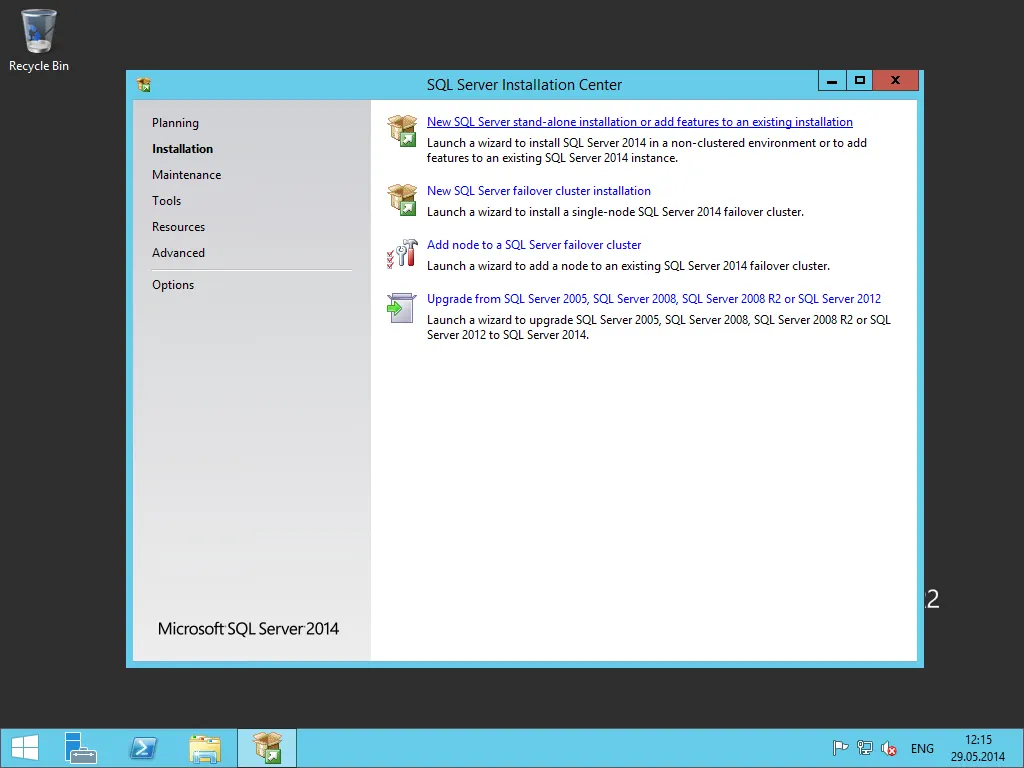 Recycle Bin
SQL Server Installation Center
Planning
Installation
Maintenance
Tools
Resources
Advanced
Options
Microsoft SQL Server 2014
New SQL Server stand-alone installation or add features to an existing installation
Launch a wizard to install SQL Server 2014 in a non-clustered environment or to add
features to an existing SQL Server 2014 instance.
New SQL Server failover cluster installation
Launch a wizard to install a single-node SQL Server 2014 failover cluster.
Add node to a SQL Server failover cluster
Launch a wizard to add a node to an existing SQL Server 2014 failover cluster.
Upgrade from SQL Server 2005, SQL Server 2008, SQL Server 2008 R2 or SQL Server 2012
Launch a wizard to upgrade SQL Server 2005, SQL Server 2008, SQL Server 2008 R2 or SQL
Server 2012 to SQL Server 2014.
2
ENG
12:15
29.05.2014